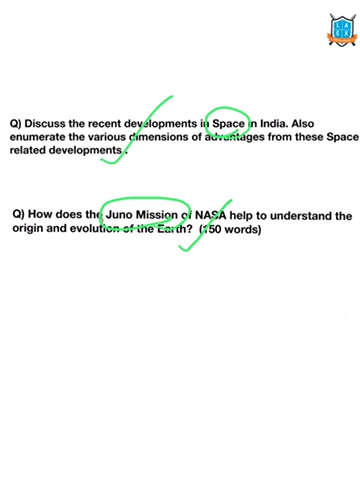 LA
EX
Q) Discuss the recent developments in Space in India. Also
enumerate the various dimensions of advantages from these Space
related developments.
Q) How does the Juno Mission of NASA help to understand the
origin and evolution of the Earth? (150 words)